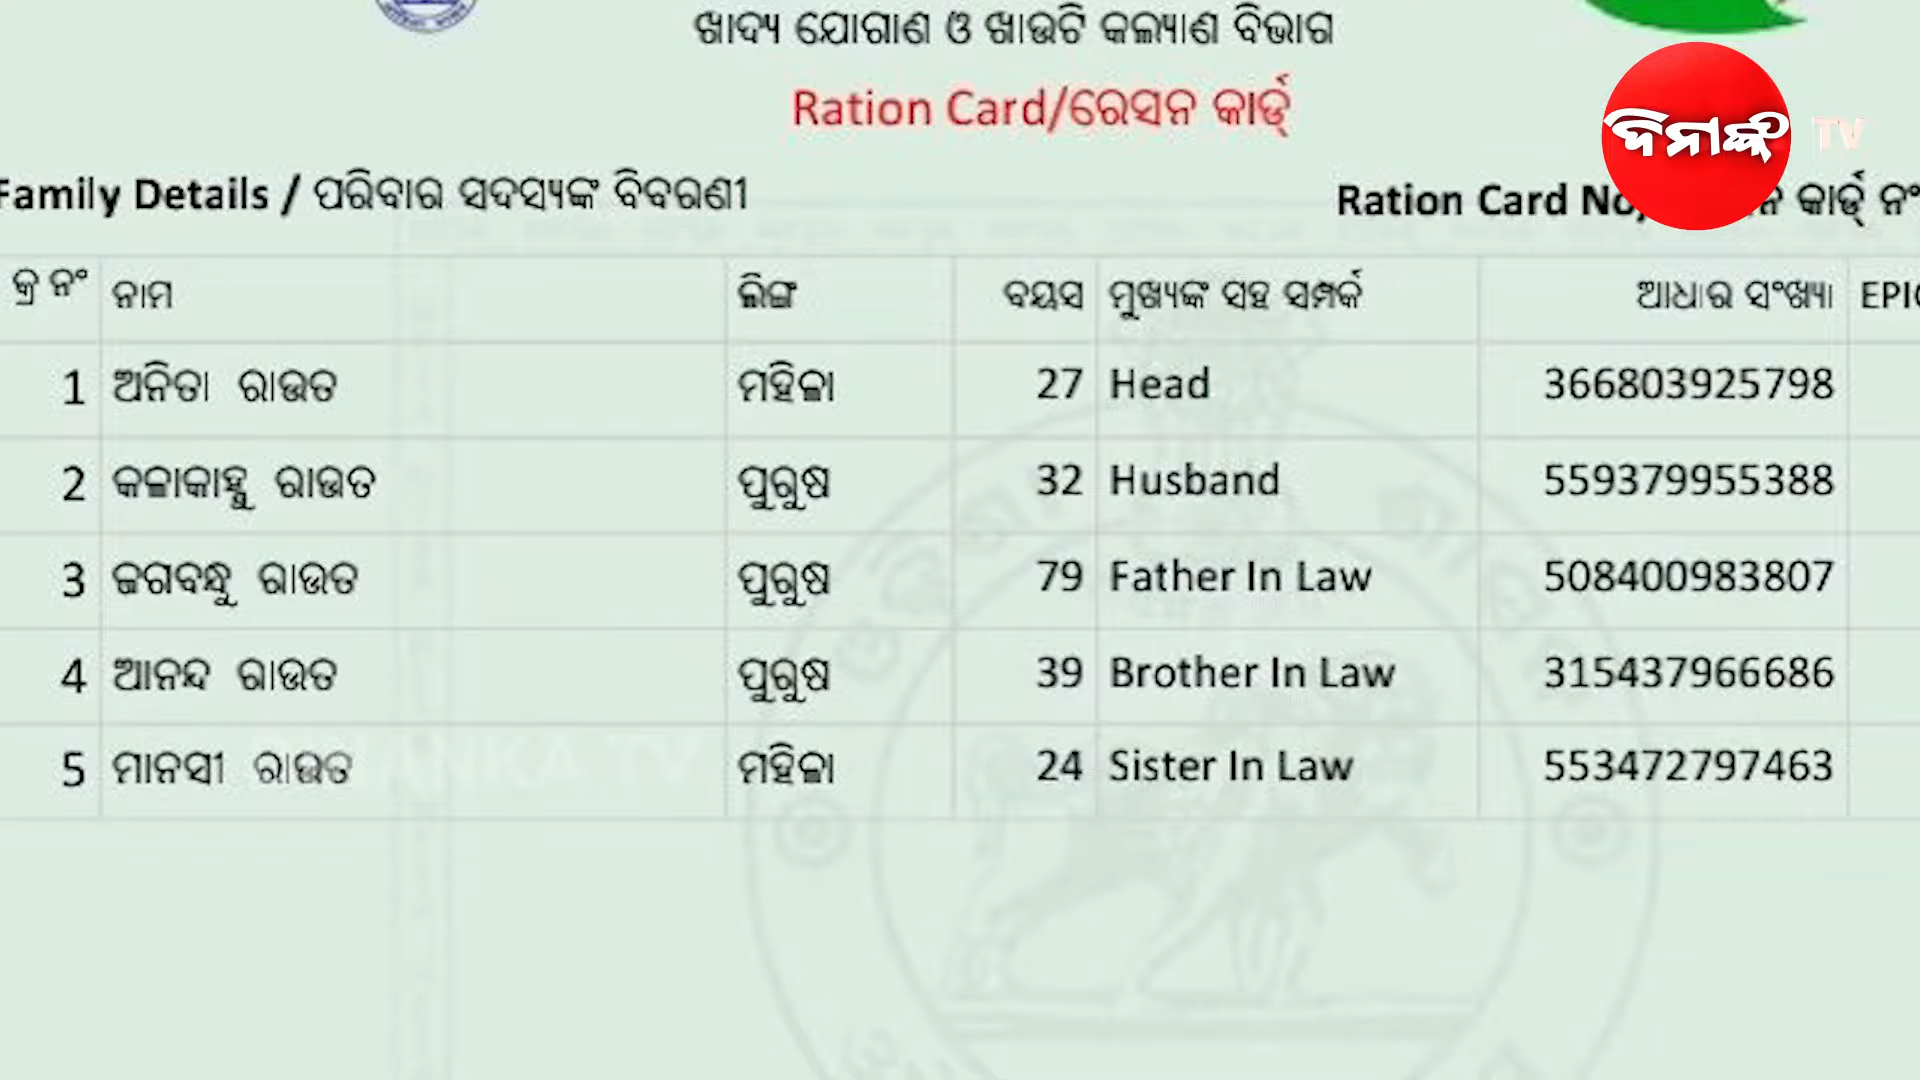 ଖାଦ୍ୟ ଯୋଗାଣ ଓ ଖାଉଟି କଲ୍ୟାଣ ବିଭାଗ
Ration Card/ରେସନ କାର୍ଡ଼
ଦିନାଙ୍କ TV
Family Details / ପରିବାର ସଦସ୍ୟଙ୍କ ବିବରଣୀ Ration Card No/ କାର୍ଡ଼ ନଂ
କ୍ର ନଂ ନାମ ଲିଙ୍ଗ ବୟସ ମୁଖ୍ୟଙ୍କ ସହ ସମ୍ପର୍କ ଆଧାର ସଂଖ୍ୟା EPIC
1 ଅନିତା ରାଉତ ମହିଳା 27 Head 366803925798
2 କଳାକାହ୍ନୁ ରାଉତ ପୁରୁଷ 32 Husband 559379955388
3 ଜଗବନ୍ଧୁ ରାଉତ ପୁରୁଷ 79 Father In Law 508400983807
4 ଆନନ୍ଦ ରାଉତ ପୁରୁଷ 39 Brother In Law 315437966686
5 ମାନସୀ ରାଉତ ମହିଳା 24 Sister In Law 553472797463